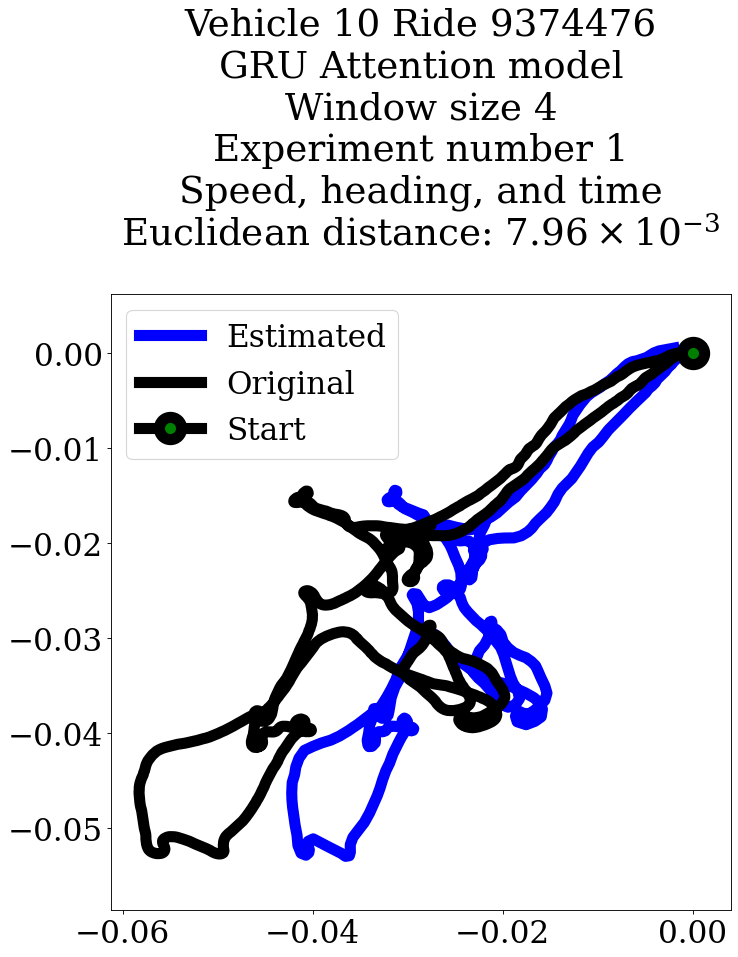 Vehicle 10 Ride 9374476
GRU Attention model
Window size 4
Experiment number 1
Speed, heading, and time
Euclidean distance: 7.96 × 10⁻³
Estimated
Original
Start
0.00
−0.01
−0.02
−0.03
−0.04
−0.05
−0.06 −0.04 −0.02 0.00